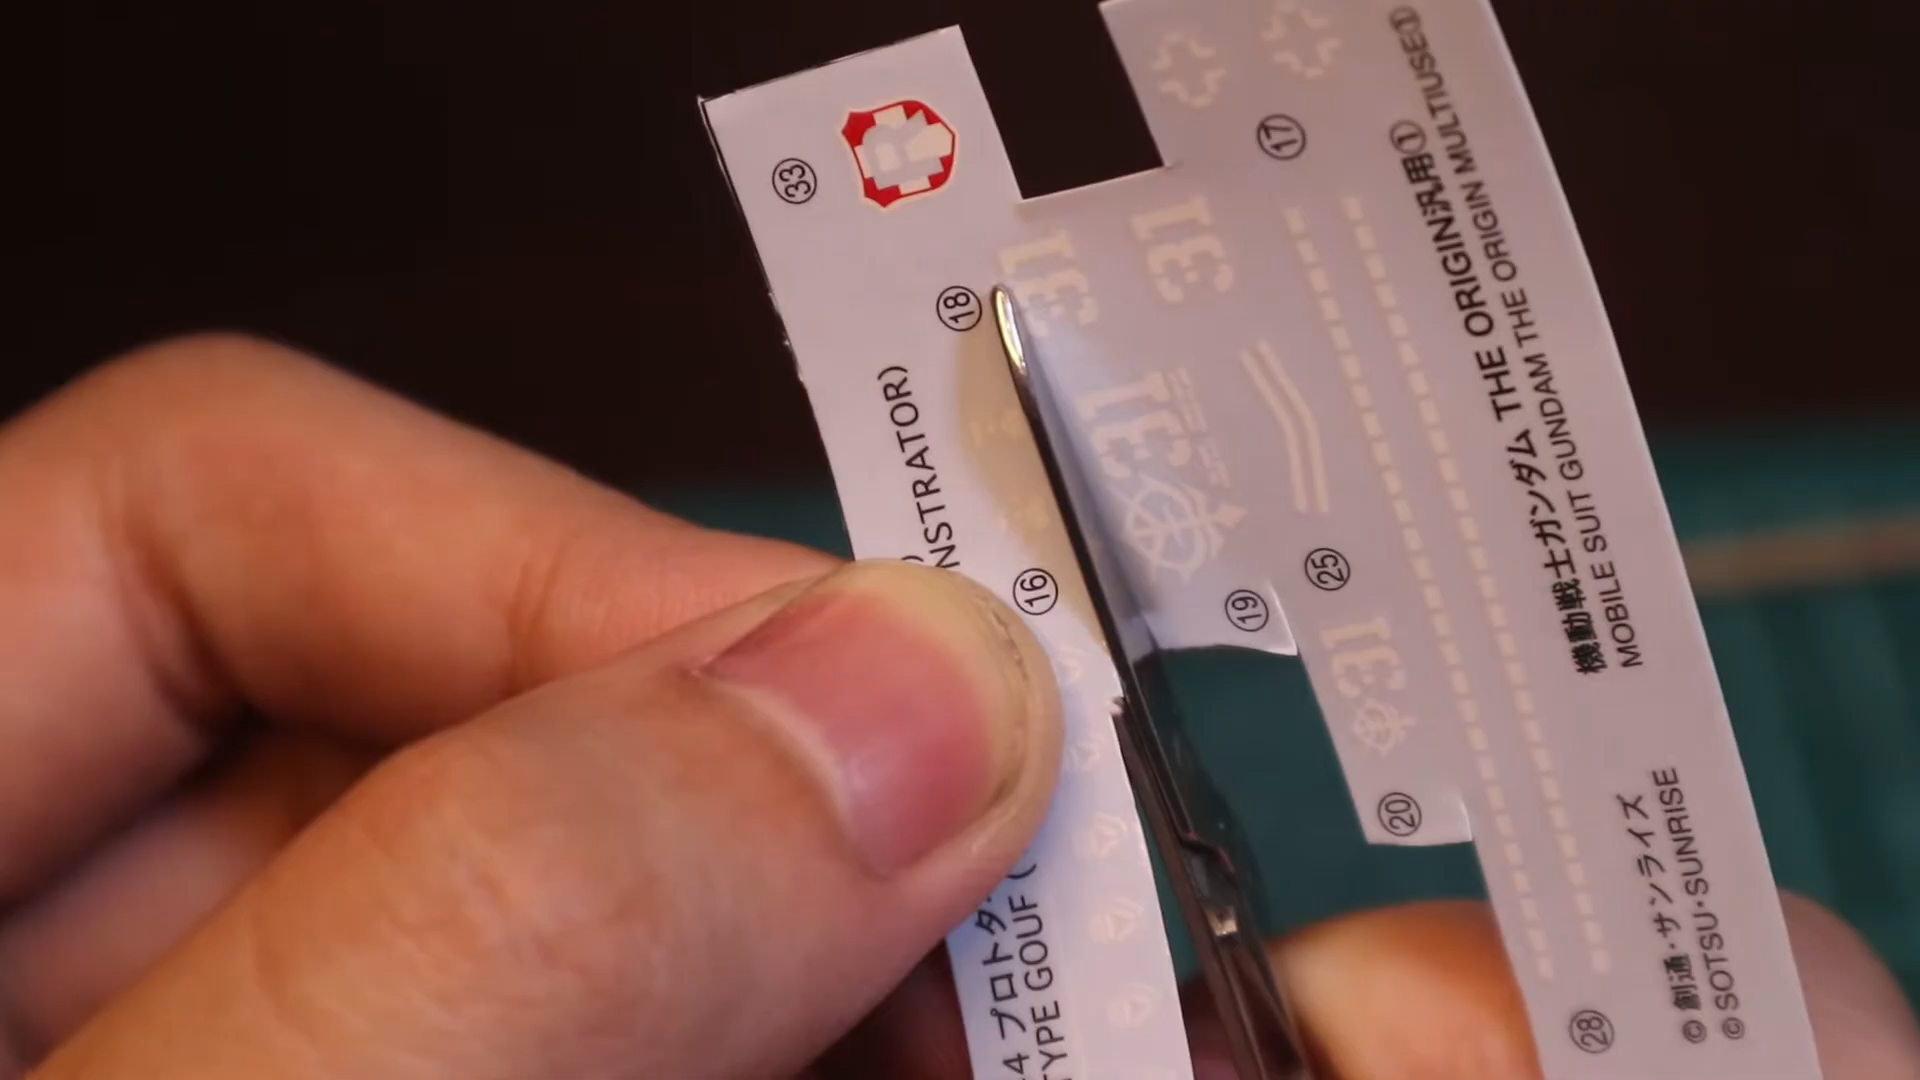 33
R
18
NSTRATOR)
16
4 プロトタ
TYPE GOUF (
17
31
31
31
19
25
31
20
28
機動戦士ガンダム THE ORIGIN汎用①
MOBILE SUIT GUNDAM THE ORIGIN MULTIUSE①
© 創通・サンライズ
© SOTSU・SUNRISE